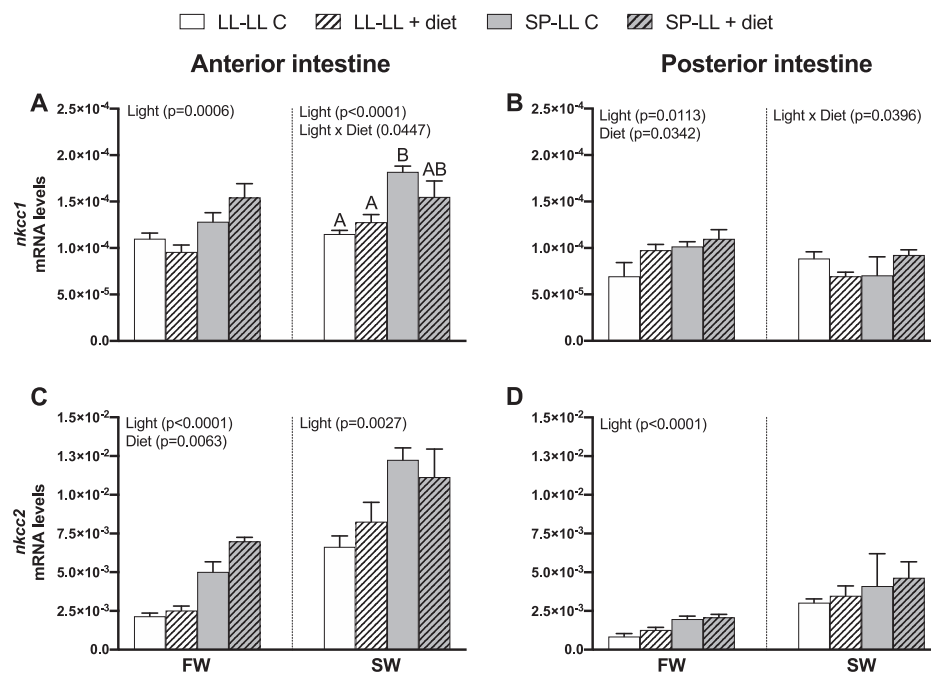 LL-LL C LL-LL + diet SP-LL C SP-LL + diet
Anterior intestine Posterior intestine
A
Light (p=0.0006)
Light (p<0.0001)
Light x Diet (0.0447)
2.5×10⁻⁴
2.0×10⁻⁴
1.5×10⁻⁴
1.0×10⁻⁴
5.0×10⁻⁵
0.0
nkcc1
mRNA levels
A A B AB
B
Light (p=0.0113)
Diet (p=0.0342)
Light x Diet (p=0.0396)
2.5×10⁻⁴
2.0×10⁻⁴
1.5×10⁻⁴
1.0×10⁻⁴
5.0×10⁻⁵
0.0
C
Light (p<0.0001)
Diet (p=0.0063)
Light (p=0.0027)
1.5×10⁻²
1.3×10⁻²
1.0×10⁻²
7.5×10⁻³
5.0×10⁻³
2.5×10⁻³
0.0
nkcc2
mRNA levels
FW SW
D
Light (p<0.0001)
1.5×10⁻²
1.3×10⁻²
1.0×10⁻²
7.5×10⁻³
5.0×10⁻³
2.5×10⁻³
0.0
FW SW